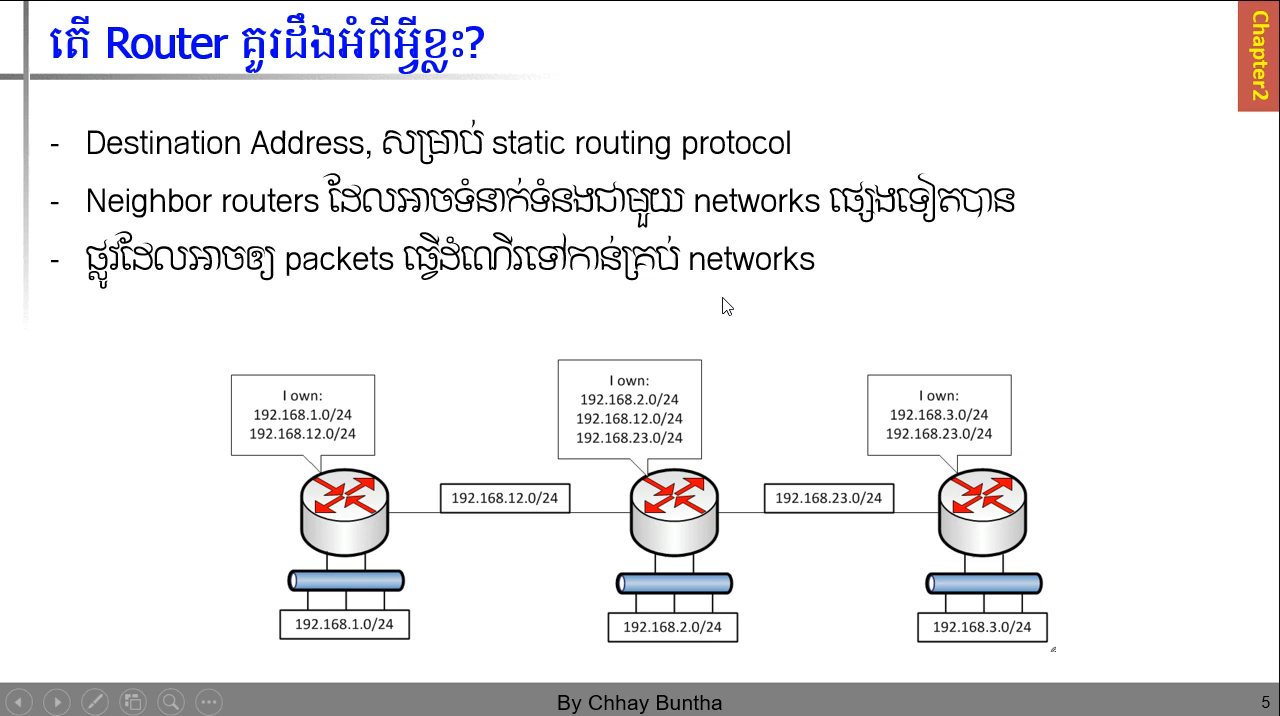 តើ Router គួរដឹងអំពីអ្វីខ្លះ?
Chapter2
- Destination Address, សម្រាប់ static routing protocol
- Neighbor routers ដែលអាចទំនាក់ទំនងជាមួយ networks ផ្សេងទៀតបាន
- ផ្លូវដែលអាចឲ្យ packets ធ្វើដំណើរទៅកាន់គ្រប់ networks
I own:
192.168.1.0/24
192.168.12.0/24
I own:
192.168.2.0/24
192.168.12.0/24
192.168.23.0/24
I own:
192.168.3.0/24
192.168.23.0/24
192.168.12.0/24
192.168.23.0/24
192.168.1.0/24
192.168.2.0/24
192.168.3.0/24
By Chhay Buntha
5